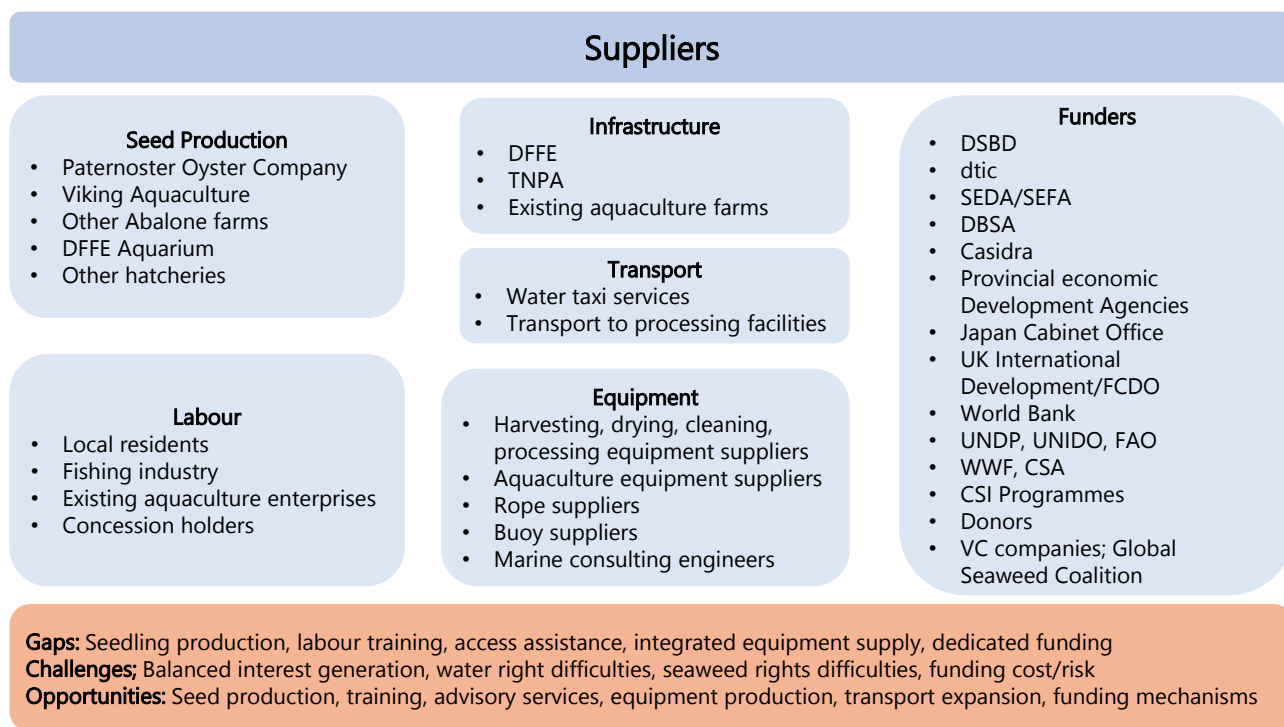 Suppliers
Seed Production
• Paternoster Oyster Company
• Viking Aquaculture
• Other Abalone farms
• DFFE Aquarium
• Other hatcheries
Labour
• Local residents
• Fishing industry
• Existing aquaculture enterprises
• Concession holders
Infrastructure
• DFFE
• TNPA
• Existing aquaculture farms
Transport
• Water taxi services
• Transport to processing facilities
Equipment
• Harvesting, drying, cleaning,
processing equipment suppliers
• Aquaculture equipment suppliers
• Rope suppliers
• Buoy suppliers
• Marine consulting engineers
Funders
• DSBD
• dtic
• SEDA/SEFA
• DBSA
• Casidra
• Provincial economic
Development Agencies
• Japan Cabinet Office
• UK International
Development/FCDO
• World Bank
• UNDP, UNIDO, FAO
• WWF, CSA
• CSI Programmes
• Donors
• VC companies; Global
Seaweed Coalition
Gaps: Seedling production, labour training, access assistance, integrated equipment supply, dedicated funding
Challenges; Balanced interest generation, water right difficulties, seaweed rights difficulties, funding cost/risk
Opportunities: Seed production, training, advisory services, equipment production, transport expansion, funding mechanisms